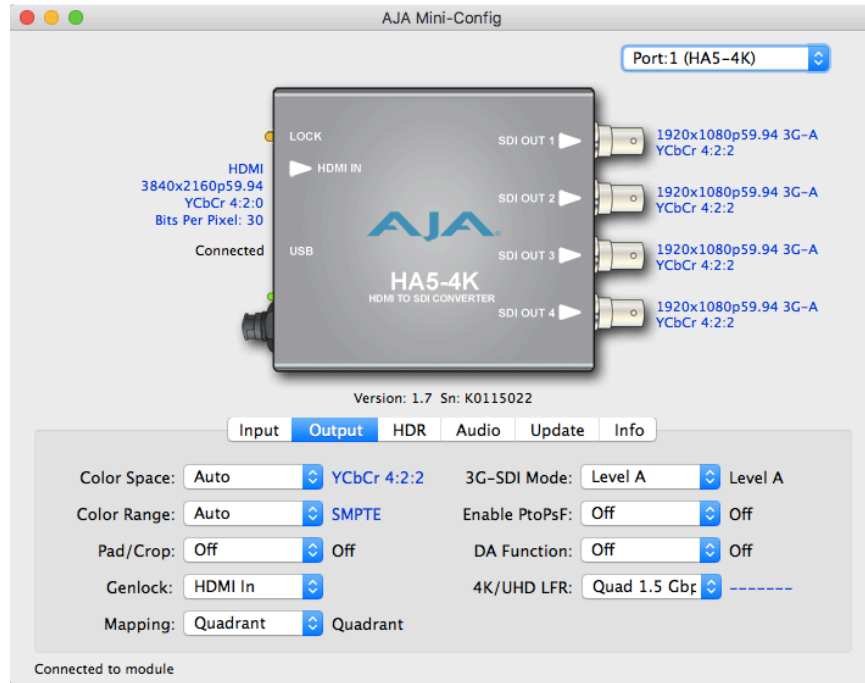 AJA Mini-Config
Port:1 (HA5-4K)
LOCK
HDMI IN
USB
HDMI
3840x2160p59.94
YCbCr 4:2:0
Bits Per Pixel: 30
Connected
AJA
HA5-4K
HDMI TO SDI CONVERTER
SDI OUT 1
1920x1080p59.94 3G-A
YCbCr 4:2:2
SDI OUT 2
1920x1080p59.94 3G-A
YCbCr 4:2:2
SDI OUT 3
1920x1080p59.94 3G-A
YCbCr 4:2:2
SDI OUT 4
1920x1080p59.94 3G-A
YCbCr 4:2:2
Version: 1.7 Sn: K0115022
Input Output HDR Audio Update Info
Color Space: Auto YCbCr 4:2:2
Color Range: Auto SMPTE
Pad/Crop: Off Off
Genlock: HDMI In
Mapping: Quadrant Quadrant
3G-SDI Mode: Level A Level A
Enable PtoPsF: Off Off
DA Function: Off Off
4K/UHD LFR: Quad 1.5 Gbp -------
Connected to module